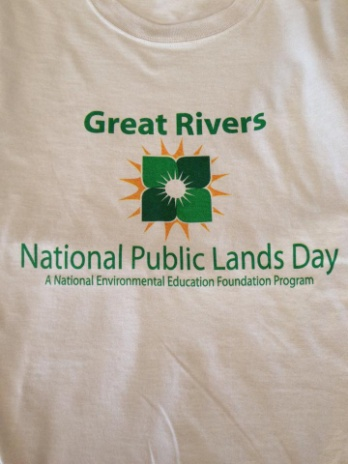 Great Rivers
National Public Lands Day
A National Environmental Education Foundation Program